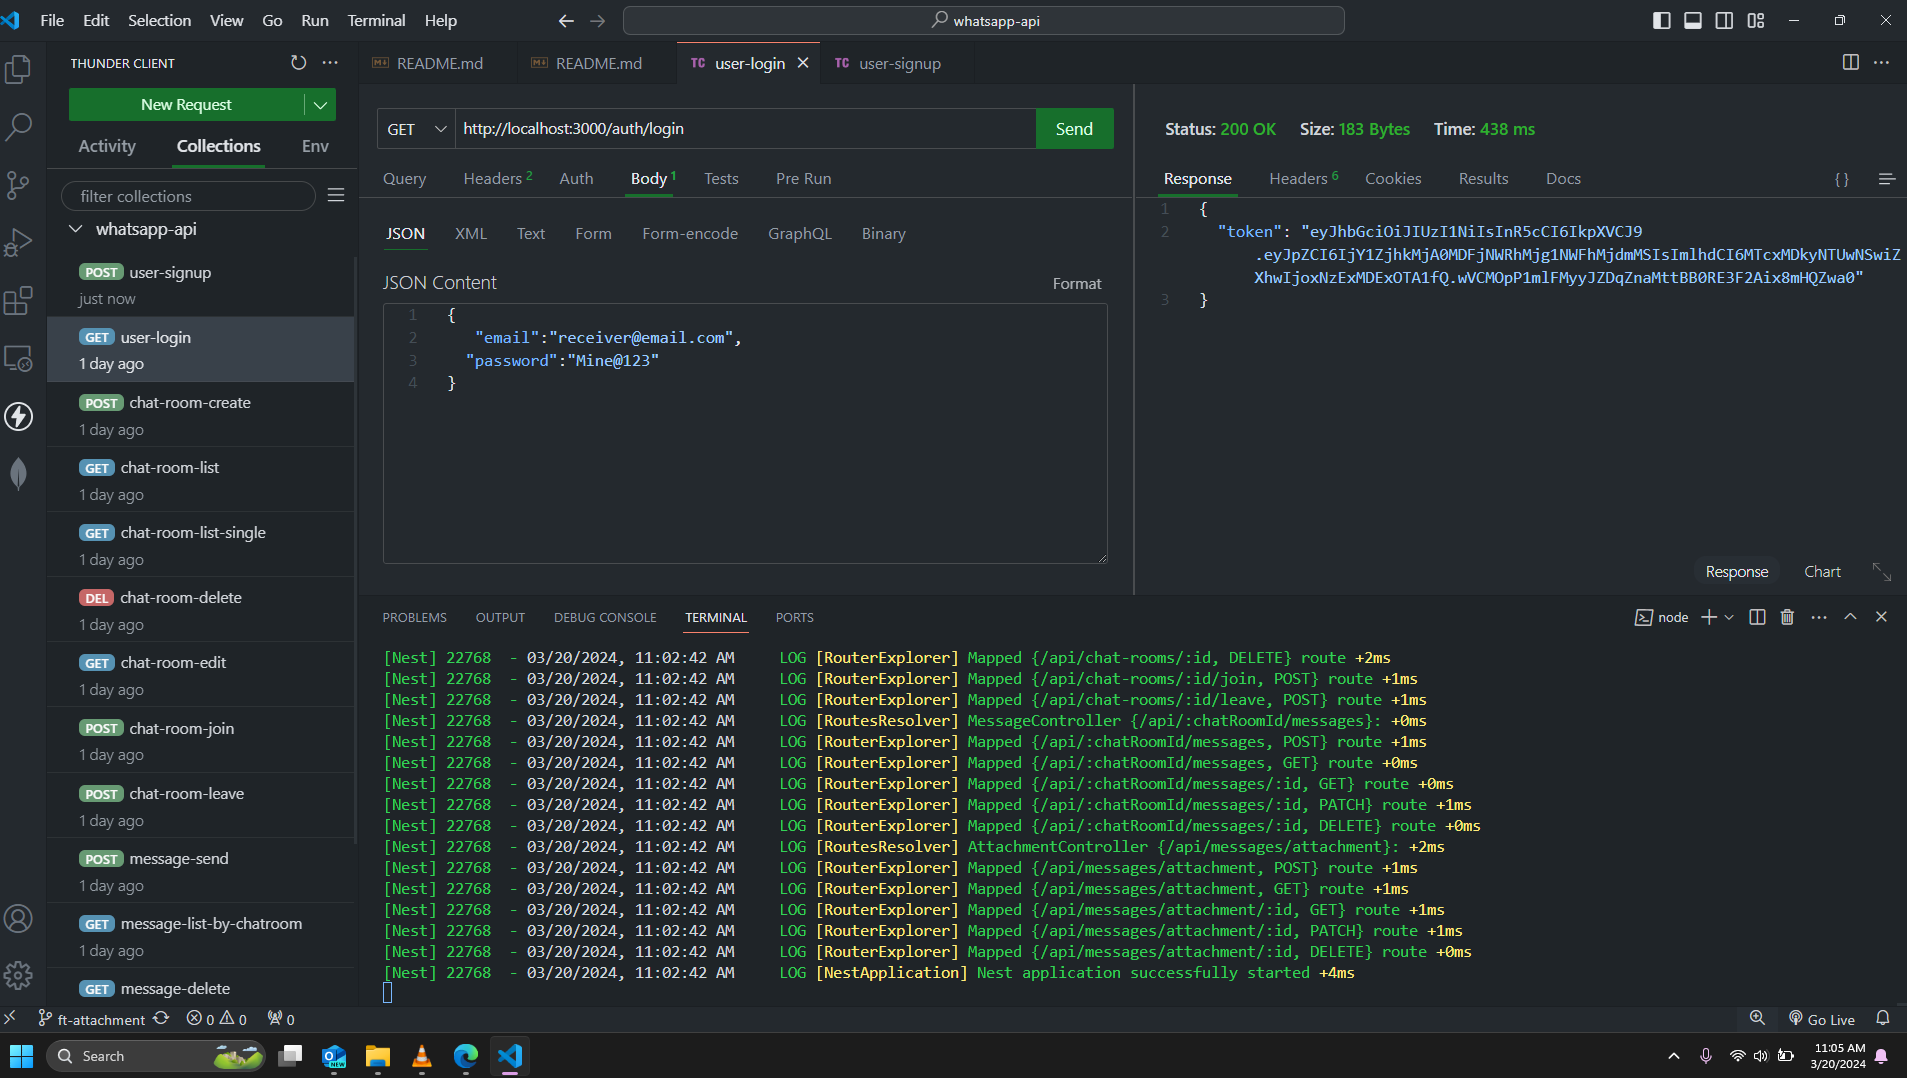 File Edit Selection View Go Run Terminal Help
whatsapp-api
THUNDER CLIENT
New Request
Activity Collections Env
filter collections
whatsapp-api
POST user-signup
just now
GET user-login
1 day ago
POST chat-room-create
1 day ago
GET chat-room-list
1 day ago
GET chat-room-list-single
1 day ago
DEL chat-room-delete
1 day ago
GET chat-room-edit
1 day ago
POST chat-room-join
1 day ago
POST chat-room-leave
1 day ago
POST message-send
1 day ago
GET message-list-by-chatroom
1 day ago
GET message-delete
README.md README.md TC user-login TC user-signup
GET http://localhost:3000/auth/login Send
Query Headers 2 Auth Body 1 Tests Pre Run
JSON XML Text Form Form-encode GraphQL Binary
JSON Content Format
1 {
2 "email":"receiver@email.com",
3 "password":"Mine@123"
4 }
Status: 200 OK Size: 183 Bytes Time: 438 ms
Response Headers 6 Cookies Results Docs { }
1 {
2 "token": "eyJhbGciOiJIUzI1NiIsInR5cCI6IkpXVCJ9
.eyJpZCI6IjY1ZjhkMjA0MDFjNWRhMjg1NWFhMjdmMSIsImlhdCI6MTcxMDkyNTUwNSwiZ
XhwIjoxNzExMDExOTA1fQ.wVCMOpP1mlFMyyJZDqZnaMttBB0RE3F2Aix8mHQZwa0"
3 }
Response Chart
PROBLEMS OUTPUT DEBUG CONSOLE TERMINAL PORTS
node
[Nest] 22768 - 03/20/2024, 11:02:42 AM LOG [RouterExplorer] Mapped {/api/chat-rooms/:id, DELETE} route +2ms
[Nest] 22768 - 03/20/2024, 11:02:42 AM LOG [RouterExplorer] Mapped {/api/chat-rooms/:id/join, POST} route +1ms
[Nest] 22768 - 03/20/2024, 11:02:42 AM LOG [RouterExplorer] Mapped {/api/chat-rooms/:id/leave, POST} route +1ms
[Nest] 22768 - 03/20/2024, 11:02:42 AM LOG [RoutesResolver] MessageController {/api/:chatRoomId/messages}: +0ms
[Nest] 22768 - 03/20/2024, 11:02:42 AM LOG [RouterExplorer] Mapped {/api/:chatRoomId/messages, POST} route +1ms
[Nest] 22768 - 03/20/2024, 11:02:42 AM LOG [RouterExplorer] Mapped {/api/:chatRoomId/messages, GET} route +0ms
[Nest] 22768 - 03/20/2024, 11:02:42 AM LOG [RouterExplorer] Mapped {/api/:chatRoomId/messages/:id, GET} route +0ms
[Nest] 22768 - 03/20/2024, 11:02:42 AM LOG [RouterExplorer] Mapped {/api/:chatRoomId/messages/:id, PATCH} route +1ms
[Nest] 22768 - 03/20/2024, 11:02:42 AM LOG [RouterExplorer] Mapped {/api/:chatRoomId/messages/:id, DELETE} route +0ms
[Nest] 22768 - 03/20/2024, 11:02:42 AM LOG [RoutesResolver] AttachmentController {/api/messages/attachment}: +2ms
[Nest] 22768 - 03/20/2024, 11:02:42 AM LOG [RouterExplorer] Mapped {/api/messages/attachment, POST} route +1ms
[Nest] 22768 - 03/20/2024, 11:02:42 AM LOG [RouterExplorer] Mapped {/api/messages/attachment, GET} route +1ms
[Nest] 22768 - 03/20/2024, 11:02:42 AM LOG [RouterExplorer] Mapped {/api/messages/attachment/:id, GET} route +1ms
[Nest] 22768 - 03/20/2024, 11:02:42 AM LOG [RouterExplorer] Mapped {/api/messages/attachment/:id, PATCH} route +1ms
[Nest] 22768 - 03/20/2024, 11:02:42 AM LOG [RouterExplorer] Mapped {/api/messages/attachment/:id, DELETE} route +0ms
[Nest] 22768 - 03/20/2024, 11:02:42 AM LOG [NestApplication] Nest application successfully started +4ms
ft-attachment 0 0 0 Go Live
Search
11:05 AM
3/20/2024